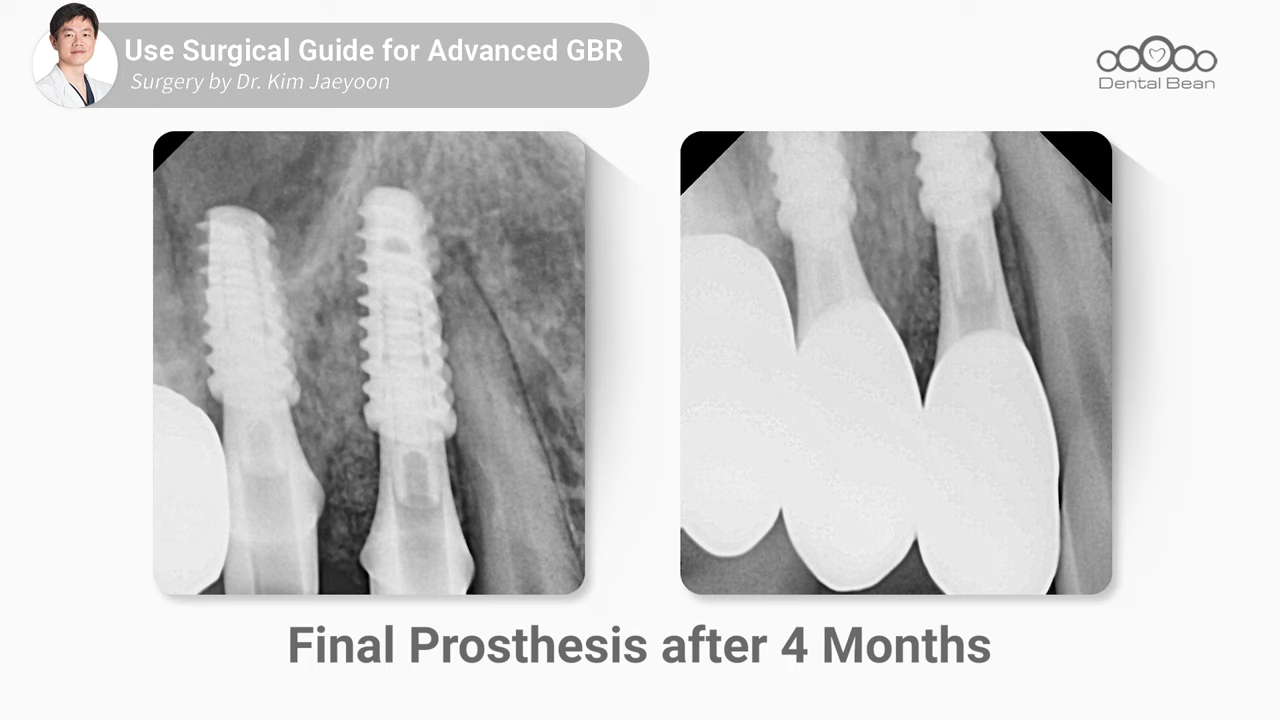 Use Surgical Guide for Advanced GBR
Surgery by Dr. Kim Jaeyoon
Dental Bean
Final Prosthesis after 4 Months